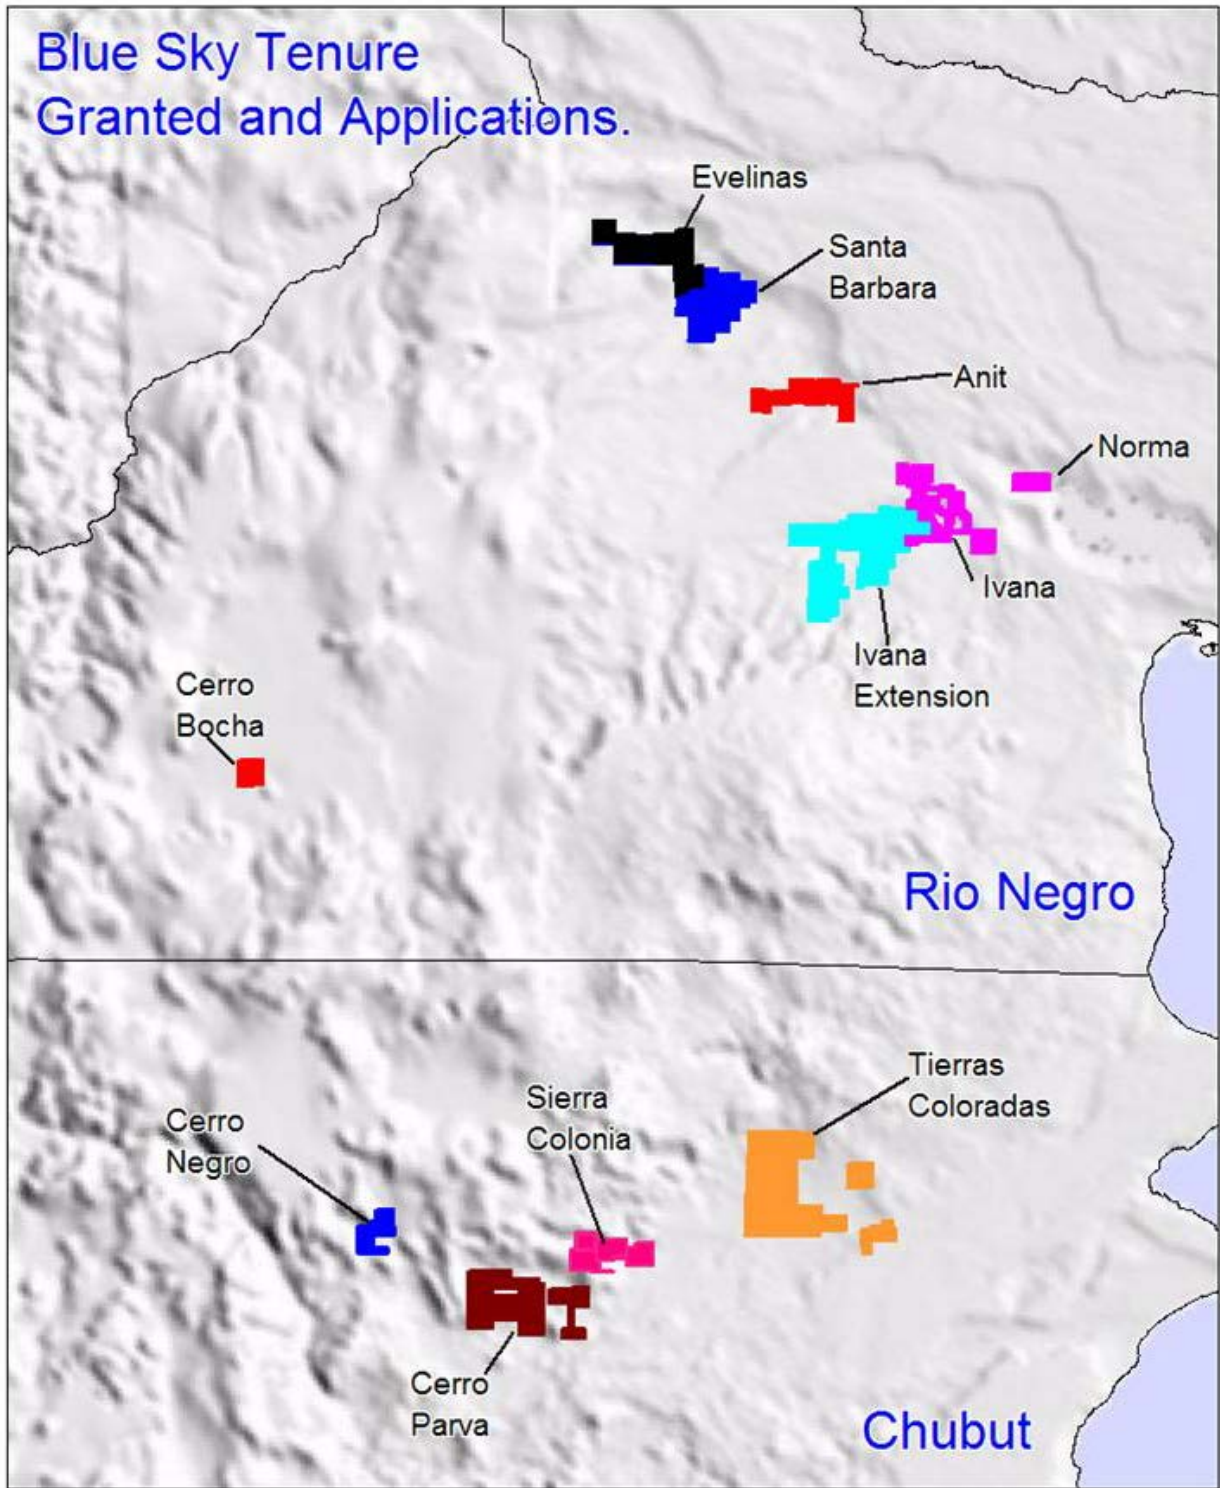 Blue Sky Tenure
Granted and Applications.
Evelinas
Santa
Barbara
Anit
Norma
Ivana
Ivana
Extension
Cerro
Bocha
Rio Negro
Tierras
Coloradas
Sierra
Colonia
Cerro
Negro
Cerro
Parva
Chubut